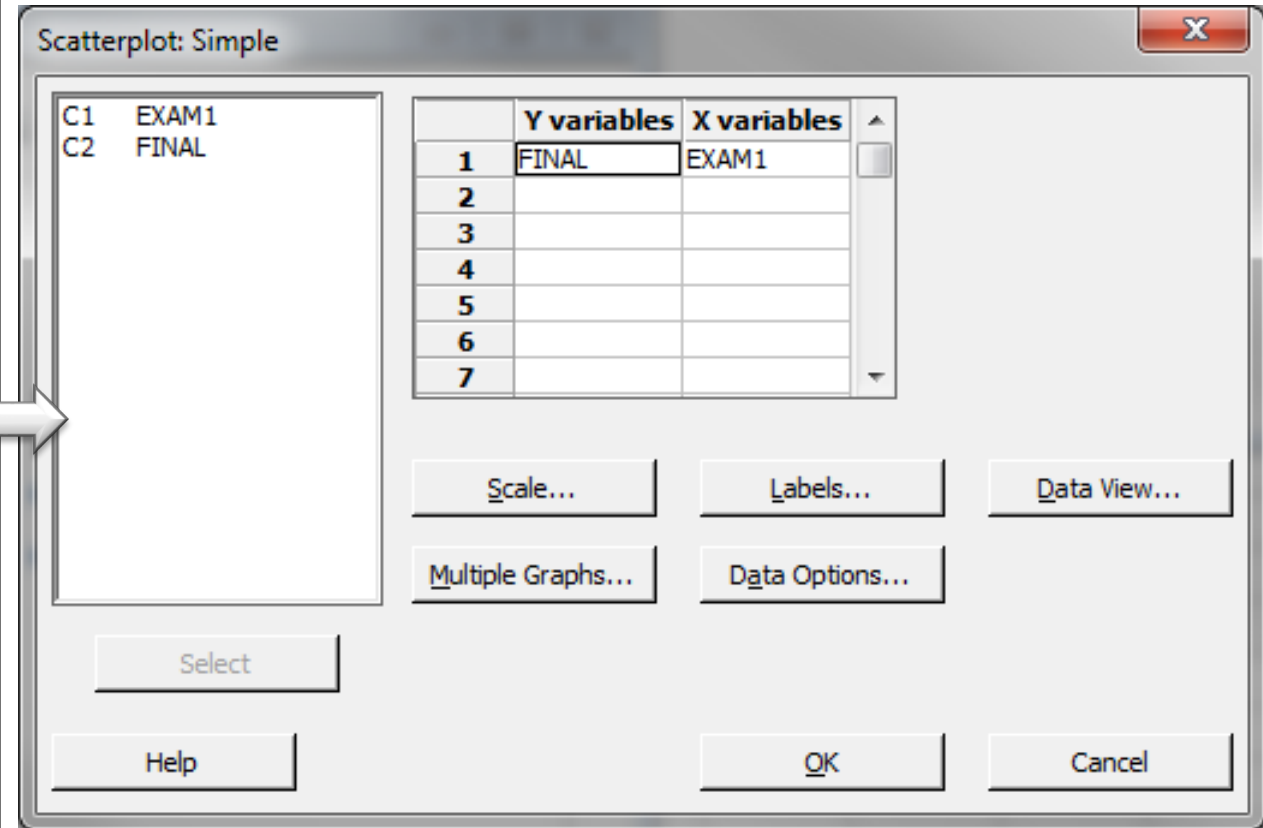 Scatterplot: Simple
X
C1 EXAM1
C2 FINAL
Y variables X variables
1 FINAL EXAM1
2
3
4
5
6
7
Scale... Labels... Data View...
Multiple Graphs... Data Options...
Select
Help OK Cancel